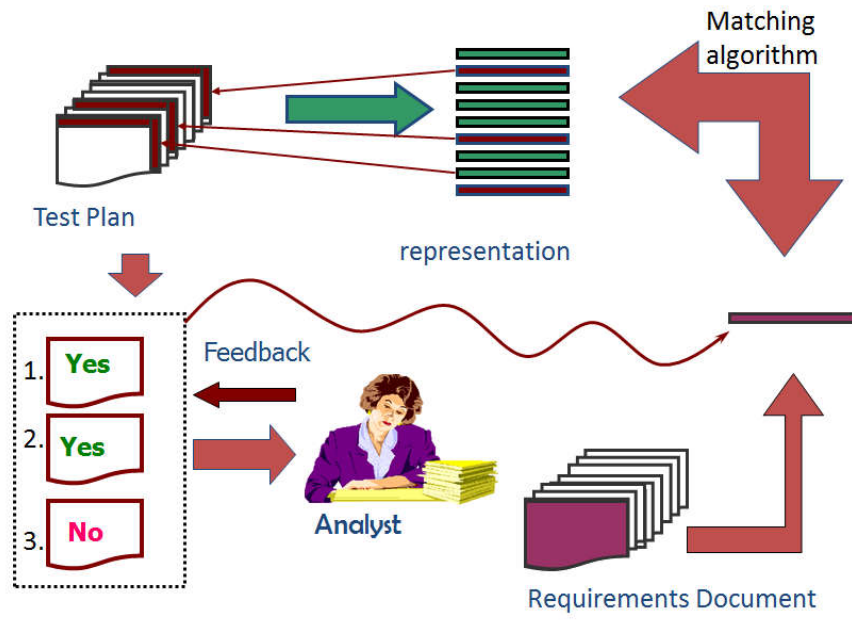 Matching
algorithm
Test Plan
representation
Feedback
1. Yes
2. Yes
3. No
Analyst
Requirements Document